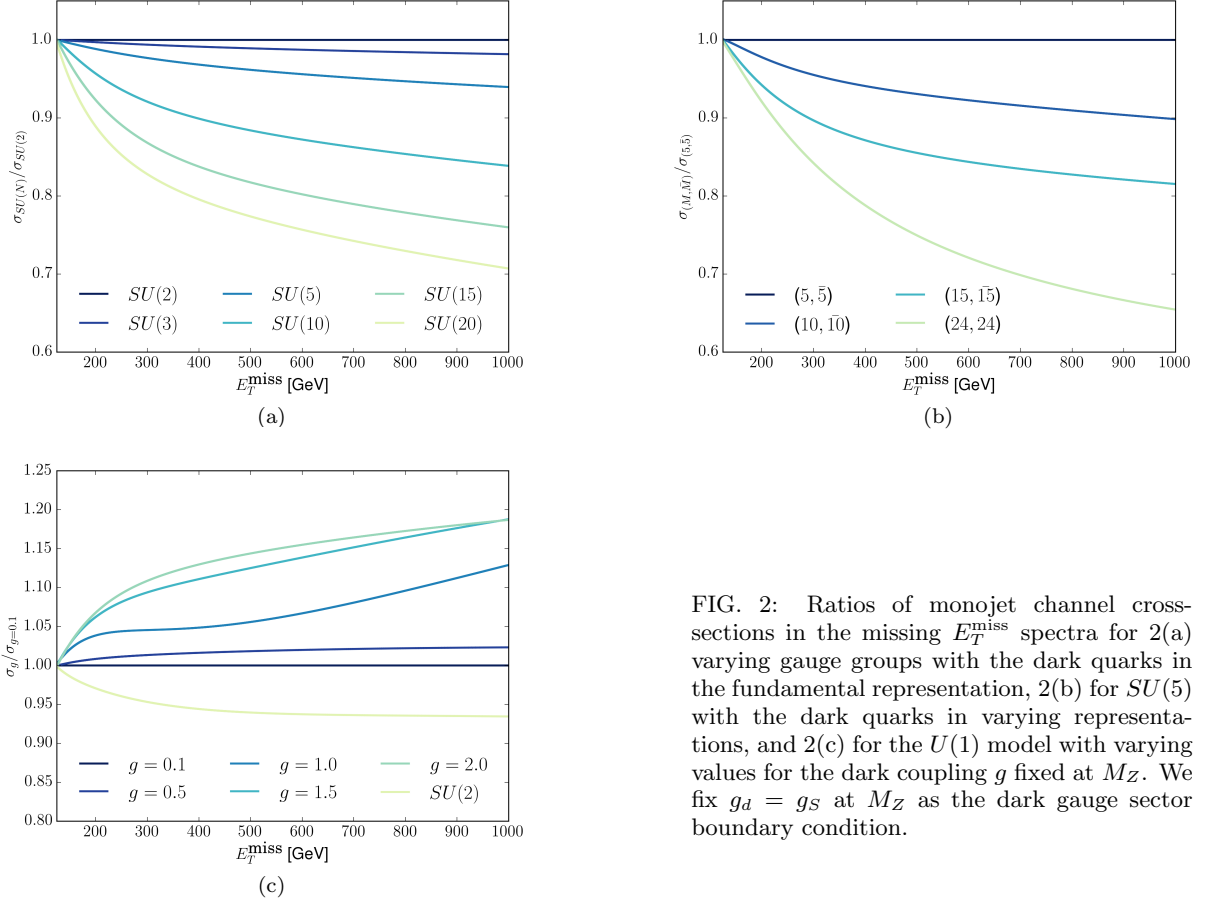 1.0
0.9
0.8
0.7
0.6
σ_{SU(N)}/σ_{SU(2)}
SU(2) SU(5) SU(15)
SU(3) SU(10) SU(20)
200 300 400 500 600 700 800 900 1000
E_T^{miss} [GeV]
(a)
1.0
0.9
0.8
0.7
0.6
σ_{(M,M̄)}/σ_{(5,5̄)}
(5, 5̄) (15, 1̄5)
(10, 1̄0) (24, 24)
200 300 400 500 600 700 800 900 1000
E_T^{miss} [GeV]
(b)
1.25
1.20
1.15
1.10
1.05
1.00
0.95
0.90
0.85
0.80
σ_g/σ_{g=0.1}
g = 0.1 g = 1.0 g = 2.0
g = 0.5 g = 1.5 SU(2)
200 300 400 500 600 700 800 900 1000
E_T^{miss} [GeV]
(c)
FIG. 2: Ratios of monojet channel cross-
sections in the missing E_T^{miss} spectra for 2(a)
varying gauge groups with the dark quarks in
the fundamental representation, 2(b) for SU(5)
with the dark quarks in varying representa-
tions, and 2(c) for the U(1) model with varying
values for the dark coupling g fixed at M_Z. We
fix g_d = g_S at M_Z as the dark gauge sector
boundary condition.